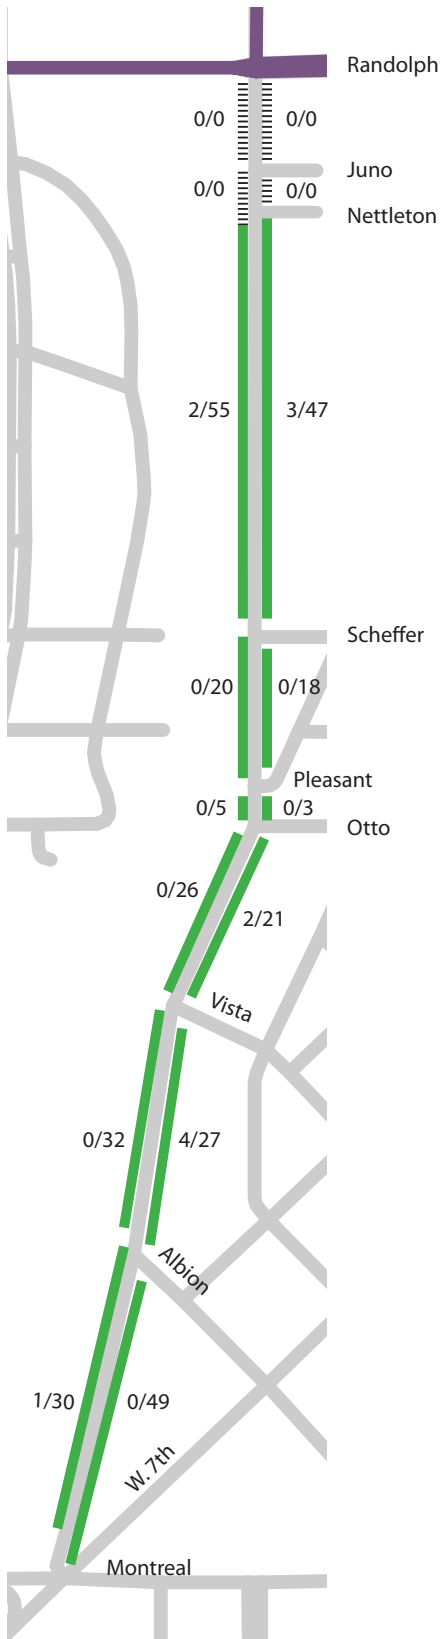 Randolph
0/0 0/0
Juno
0/0 0/0
Nettleton
2/55 3/47
Scheffer
0/20 0/18
Pleasant
0/5 0/3
Otto
0/26
2/21
Vista
0/32 4/27
Albion
1/30 0/49
W. 7th
Montreal